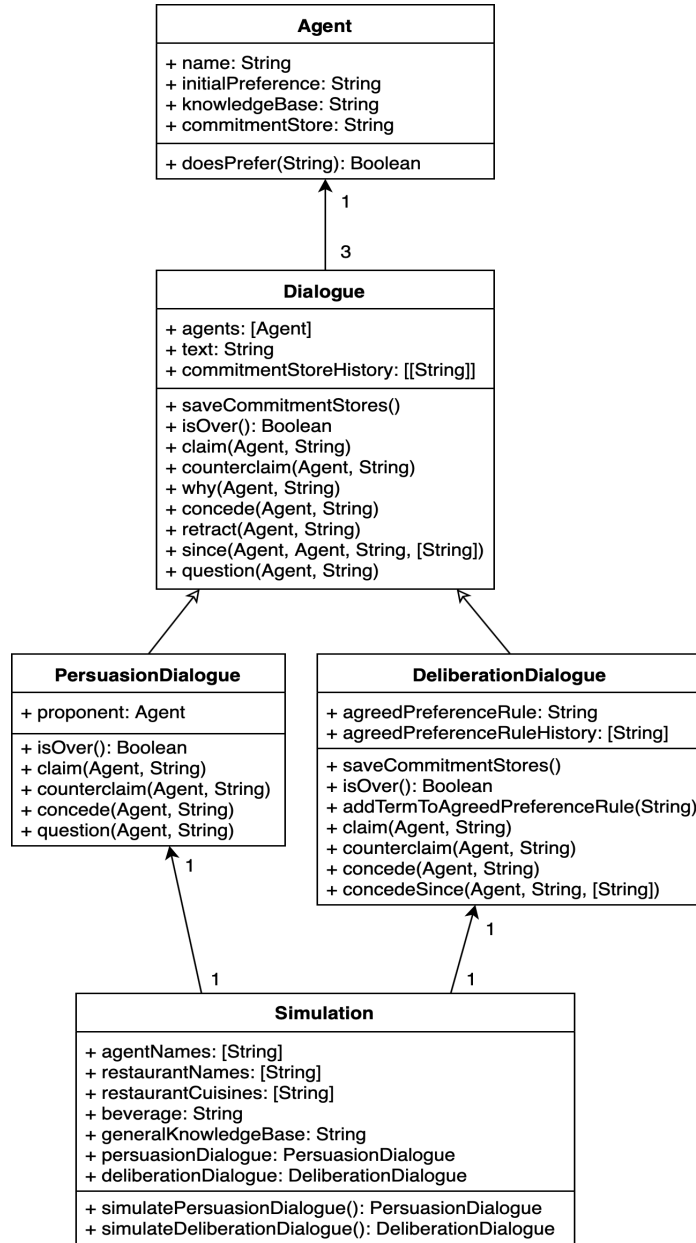 Agent
+ name: String
+ initialPreference: String
+ knowledgeBase: String
+ commitmentStore: String
+ doesPrefer(String): Boolean
1
3
Dialogue
+ agents: [Agent]
+ text: String
+ commitmentStoreHistory: [[String]]
+ saveCommitmentStores()
+ isOver(): Boolean
+ claim(Agent, String)
+ counterclaim(Agent, String)
+ why(Agent, String)
+ concede(Agent, String)
+ retract(Agent, String)
+ since(Agent, Agent, String, [String])
+ question(Agent, String)
PersuasionDialogue
+ proponent: Agent
+ isOver(): Boolean
+ claim(Agent, String)
+ counterclaim(Agent, String)
+ concede(Agent, String)
+ question(Agent, String)
DeliberationDialogue
+ agreedPreferenceRule: String
+ agreedPreferenceRuleHistory: [String]
+ saveCommitmentStores()
+ isOver(): Boolean
+ addTermToAgreedPreferenceRule(String)
+ claim(Agent, String)
+ counterclaim(Agent, String)
+ concede(Agent, String)
+ concedeSince(Agent, String, [String])
1
1
1
1
Simulation
+ agentNames: [String]
+ restaurantNames: [String]
+ restaurantCuisines: [String]
+ beverage: String
+ generalKnowledgeBase: String
+ persuasionDialogue: PersuasionDialogue
+ deliberationDialogue: DeliberationDialogue
+ simulatePersuasionDialogue(): PersuasionDialogue
+ simulateDeliberationDialogue(): DeliberationDialogue